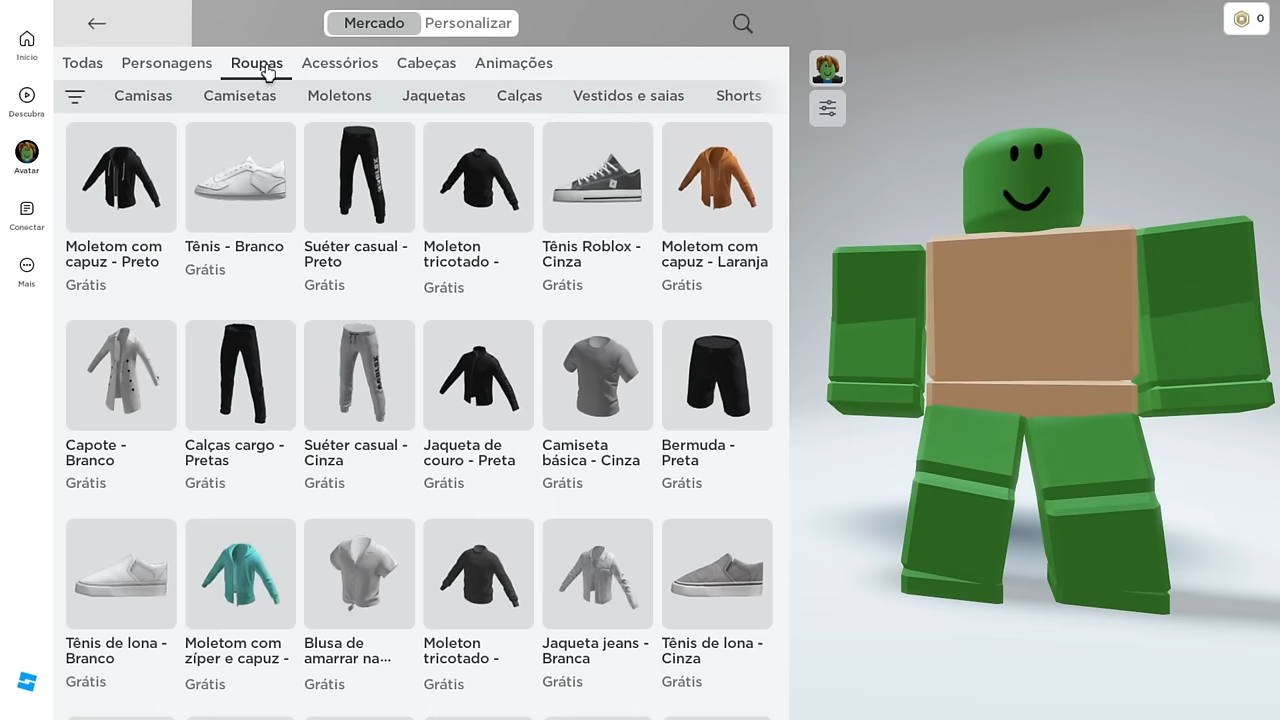 Mercado Personalizar
0
Início
Descubra
Avatar
Conectar
Mais
Todas Personagens Roupas Acessórios Cabeças Animações
Camisas Camisetas Moletons Jaquetas Calças Vestidos e saias Shorts
Moletom com
capuz - Preto
Grátis
Tênis - Branco
Grátis
Suéter casual -
Preto
Grátis
Moleton
tricotado -
Grátis
Tênis Roblox -
Cinza
Grátis
Moletom com
capuz - Laranja
Grátis
Capote -
Branco
Grátis
Calças cargo -
Pretas
Grátis
Suéter casual -
Cinza
Grátis
Jaqueta de
couro - Preta
Grátis
Camiseta
básica - Cinza
Grátis
Bermuda -
Preta
Grátis
Tênis de lona -
Branco
Grátis
Moletom com
zíper e capuz -
Grátis
Blusa de
amarrar na...
Grátis
Moleton
tricotado -
Grátis
Jaqueta jeans -
Branca
Grátis
Tênis de lona -
Cinza
Grátis